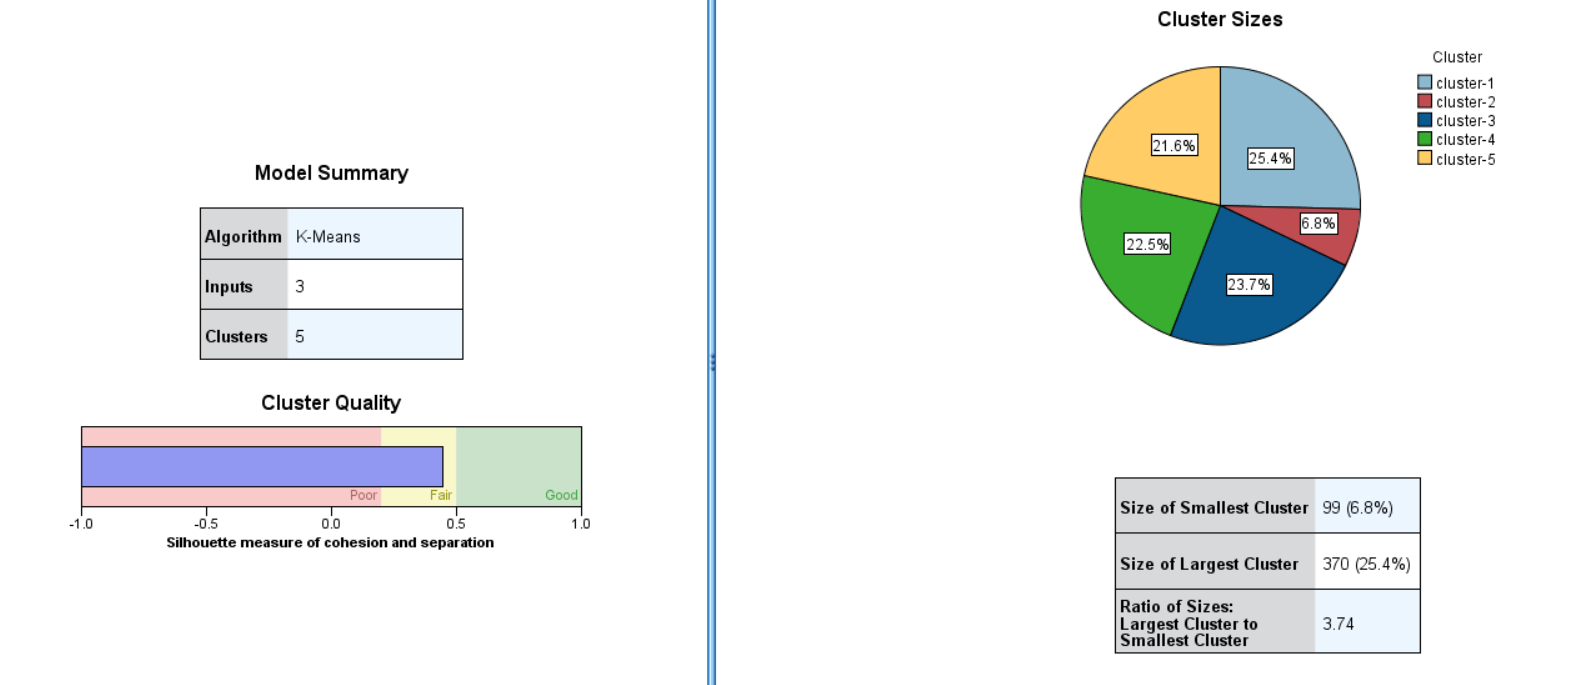 Model Summary
Algorithm K-Means
Inputs 3
Clusters 5
Cluster Quality
Poor Fair Good
-1.0 -0.5 0.0 0.5 1.0
Silhouette measure of cohesion and separation
Cluster Sizes
Cluster
cluster-1
cluster-2
cluster-3
cluster-4
cluster-5
21.6%
25.4%
6.8%
22.5%
23.7%
Size of Smallest Cluster 99 (6.8%)
Size of Largest Cluster 370 (25.4%)
Ratio of Sizes:
Largest Cluster to
Smallest Cluster 3.74